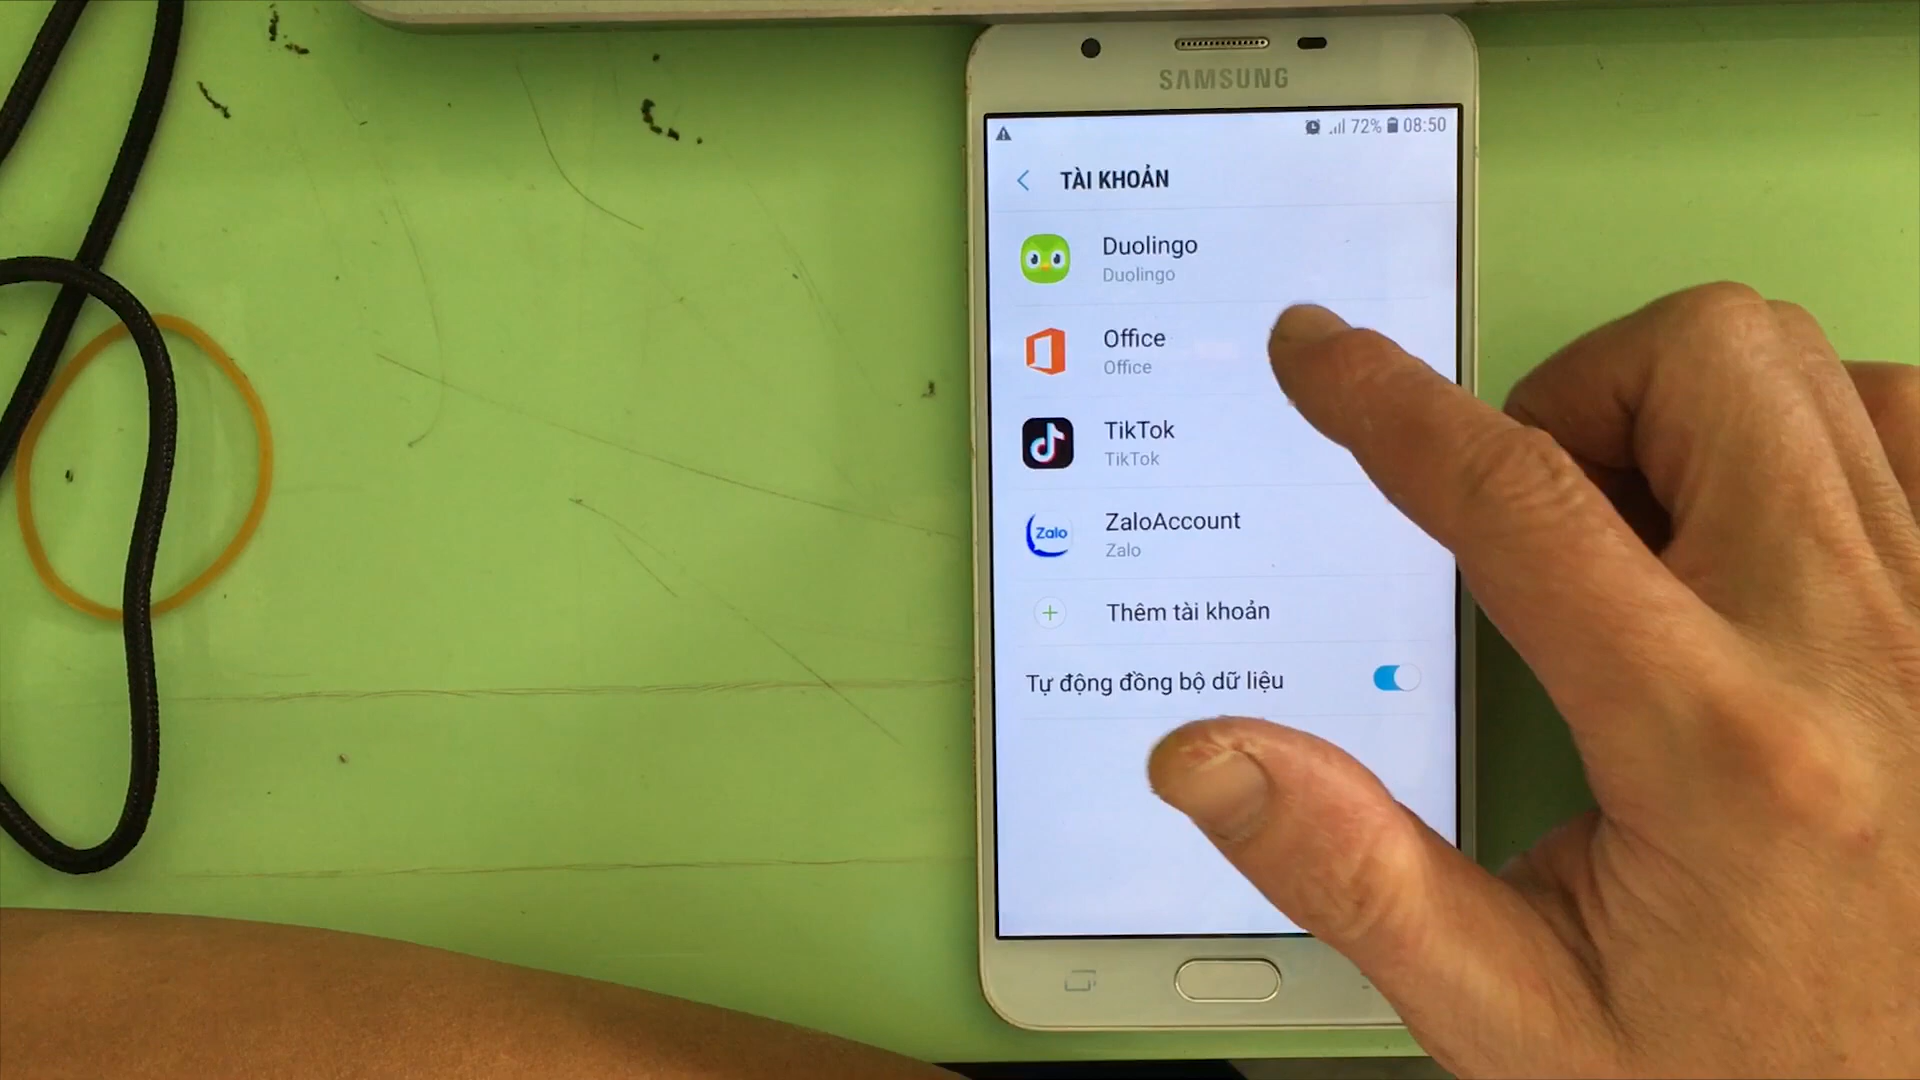 SAMSUNG
72% 08:50
TÀI KHOẢN
Duolingo
Duolingo
Office
Office
TikTok
TikTok
Zalo
ZaloAccount
Zalo
Thêm tài khoản
Tự động đồng bộ dữ liệu